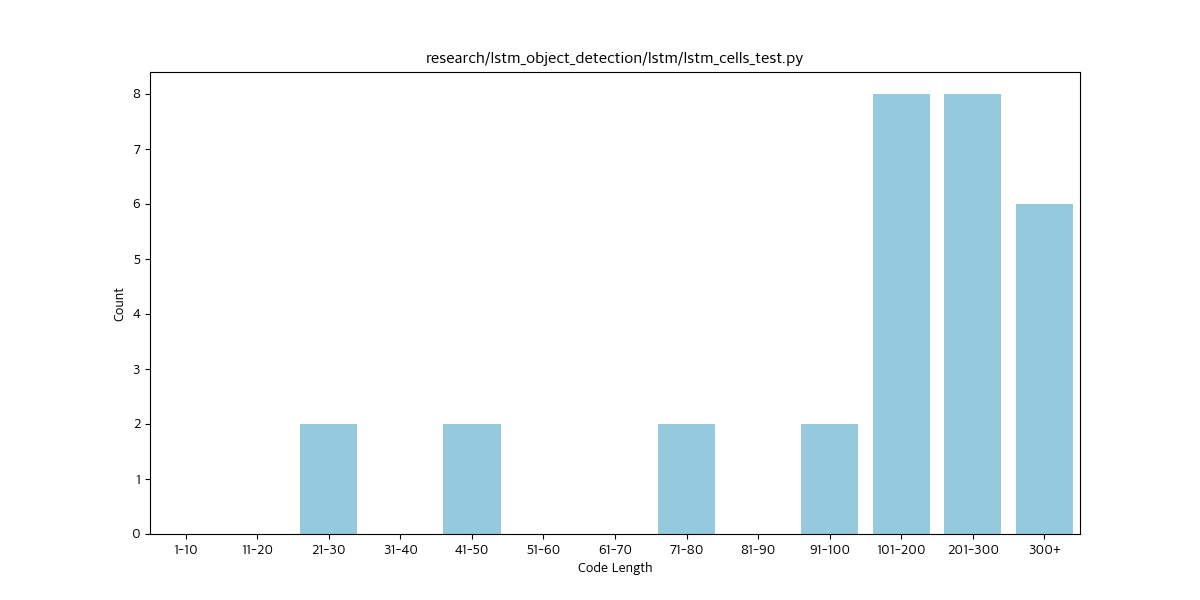 research/lstm_object_detection/lstm/lstm_cells_test.py
8
7
6
5
4
3
2
1
0
Count
1-10 11-20 21-30 31-40 41-50 51-60 61-70 71-80 81-90 91-100 101-200 201-300 300+
Code Length